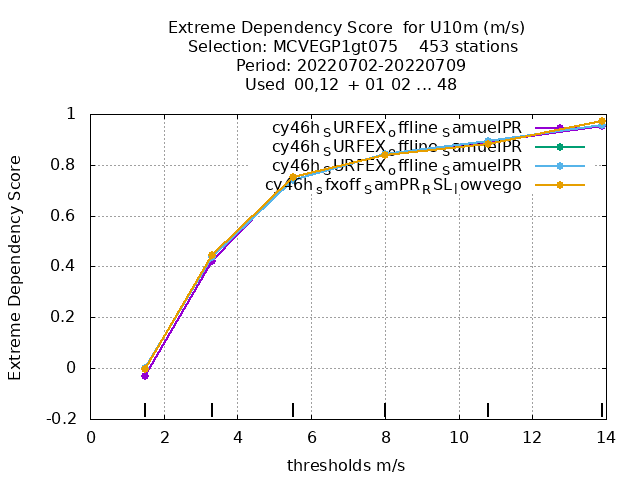 Extreme Dependency Score for U10m (m/s)
Selection: MCVEGP1gt075 453 stations
Period: 20220702-20220709
Used 00,12 + 01 02 ... 48
cy46h_SURFEX_offline_SamuelPR
cy46h_SURFEX_offline_SamuelPR
cy46h_SURFEX_offline_SamuelPR
cy46h_sfxoff_SamPR_RSL_lowvego
Extreme Dependency Score
1
0.8
0.6
0.4
0.2
0
-0.2
0 2 4 6 8 10 12 14
thresholds m/s